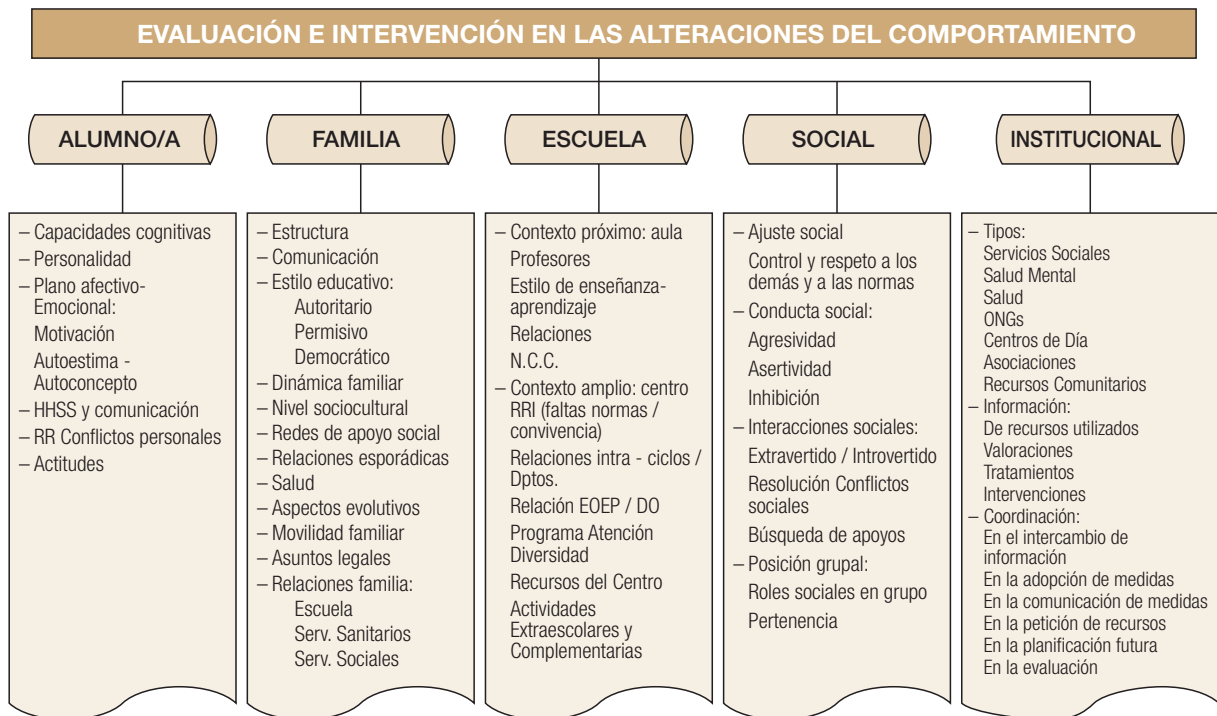 EVALUACIÓN E INTERVENCIÓN EN LAS ALTERACIONES DEL COMPORTAMIENTO
ALUMNO/A
– Capacidades cognitivas
– Personalidad
– Plano afectivo-
Emocional:
Motivación
Autoestima -
Autoconcepto
– HHSS y comunicación
– RR Conflictos personales
– Actitudes
FAMILIA
– Estructura
– Comunicación
– Estilo educativo:
Autoritario
Permisivo
Democrático
– Dinámica familiar
– Nivel sociocultural
– Redes de apoyo social
– Relaciones esporádicas
– Salud
– Aspectos evolutivos
– Movilidad familiar
– Asuntos legales
– Relaciones familia:
Escuela
Serv. Sanitarios
Serv. Sociales
ESCUELA
– Contexto próximo: aula
Profesores
Estilo de enseñanza-
aprendizaje
Relaciones
N.C.C.
– Contexto amplio: centro
RRI (faltas normas /
convivencia)
Relaciones intra - ciclos /
Dptos.
Relación EOEP / DO
Programa Atención
Diversidad
Recursos del Centro
Actividades
Extraescolares y
Complementarias
SOCIAL
– Ajuste social
Control y respeto a los
demás y a las normas
– Conducta social:
Agresividad
Asertividad
Inhibición
– Interacciones sociales:
Extravertido / Introvertido
Resolución Conflictos
sociales
Búsqueda de apoyos
– Posición grupal:
Roles sociales en grupo
Pertenencia
INSTITUCIONAL
– Tipos:
Servicios Sociales
Salud Mental
Salud
ONGs
Centros de Día
Asociaciones
Recursos Comunitarios
– Información:
De recursos utilizados
Valoraciones
Tratamientos
Intervenciones
– Coordinación:
En el intercambio de
información
En la adopción de medidas
En la comunicación de medidas
En la petición de recursos
En la planificación futura
En la evaluación